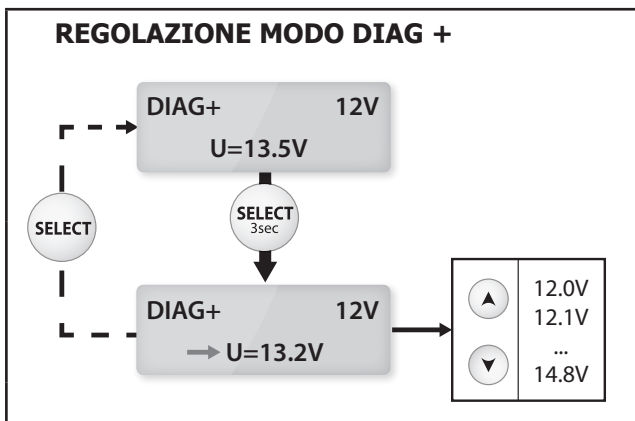 REGOLAZIONE MODO DIAG +
DIAG+ 12V
U=13.5V
SELECT
SELECT
3sec
DIAG+ 12V
U=13.2V
12.0V
12.1V
...
14.8V